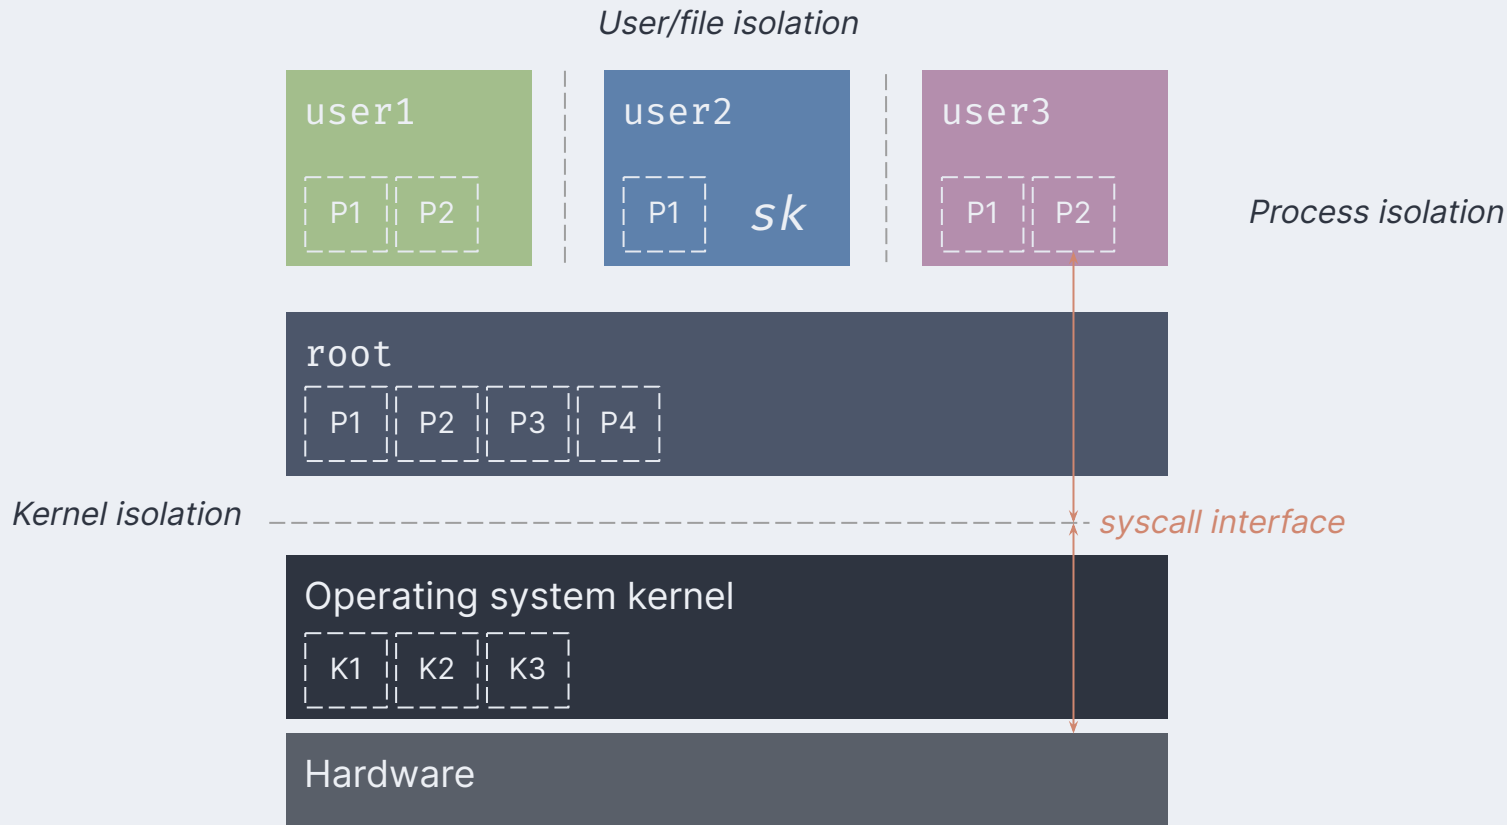 User/file isolation
user1
user2
user3
P1 P2
P1 sk
P1 P2
Process isolation
root
P1 P2 P3 P4
Kernel isolation
syscall interface
Operating system kernel
K1 K2 K3
Hardware